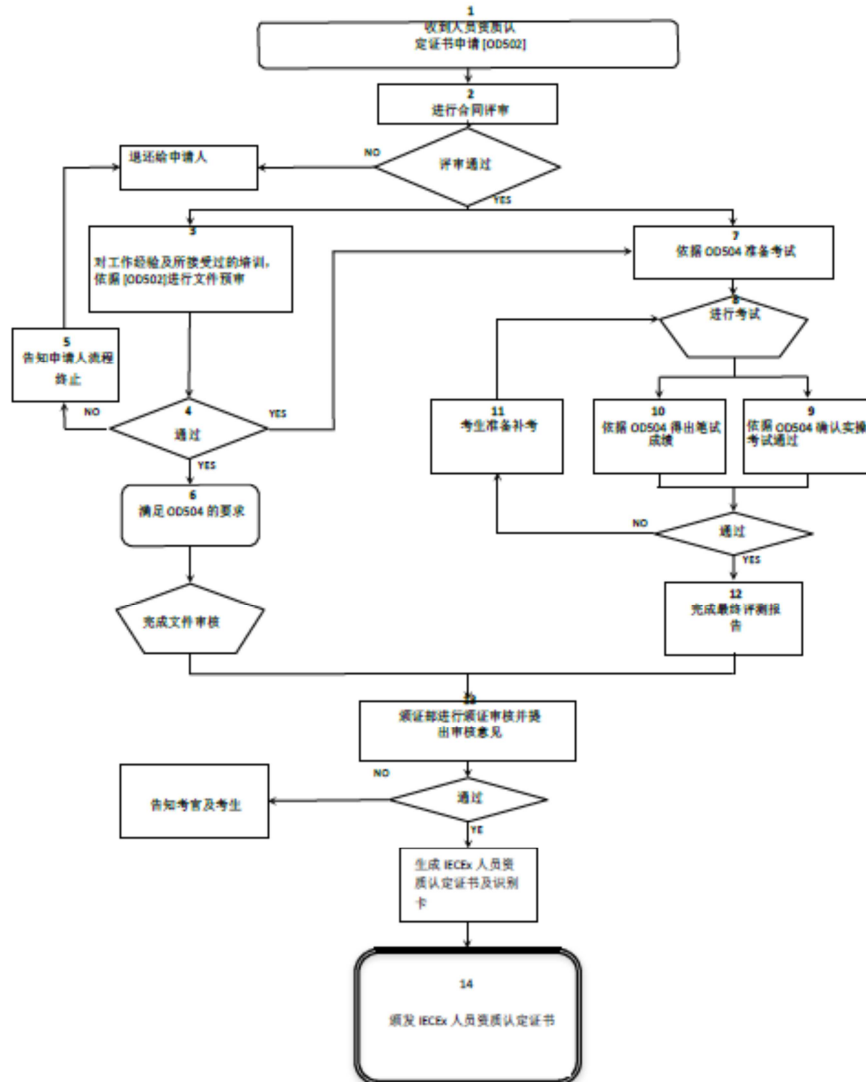 1
收到人员资质认
定证书申请 [OD502]
2
进行合同评审
退还给申请人
NO
评审通过
YES
3
对工作经验及所接受过的培训，
依据 [OD502]进行文件预审
7
依据 OD504 准备考试
8
进行考试
5
告知申请人流程
终止
NO
4
通过
YES
YES
11
考生准备补考
10
依据 OD504 得出笔试
成绩
9
依据 OD504 确认实操
考试通过
6
满足 OD504 的要求
NO
通过
YES
完成文件审核
12
完成最终评测报
告
13
颁证部进行颁证审核并提
出审核意见
NO
告知考官及考生
通过
YE
生成 IECEx 人员资
质认定证书及识别
卡
14
颁发 IECEx 人员资质认定证书